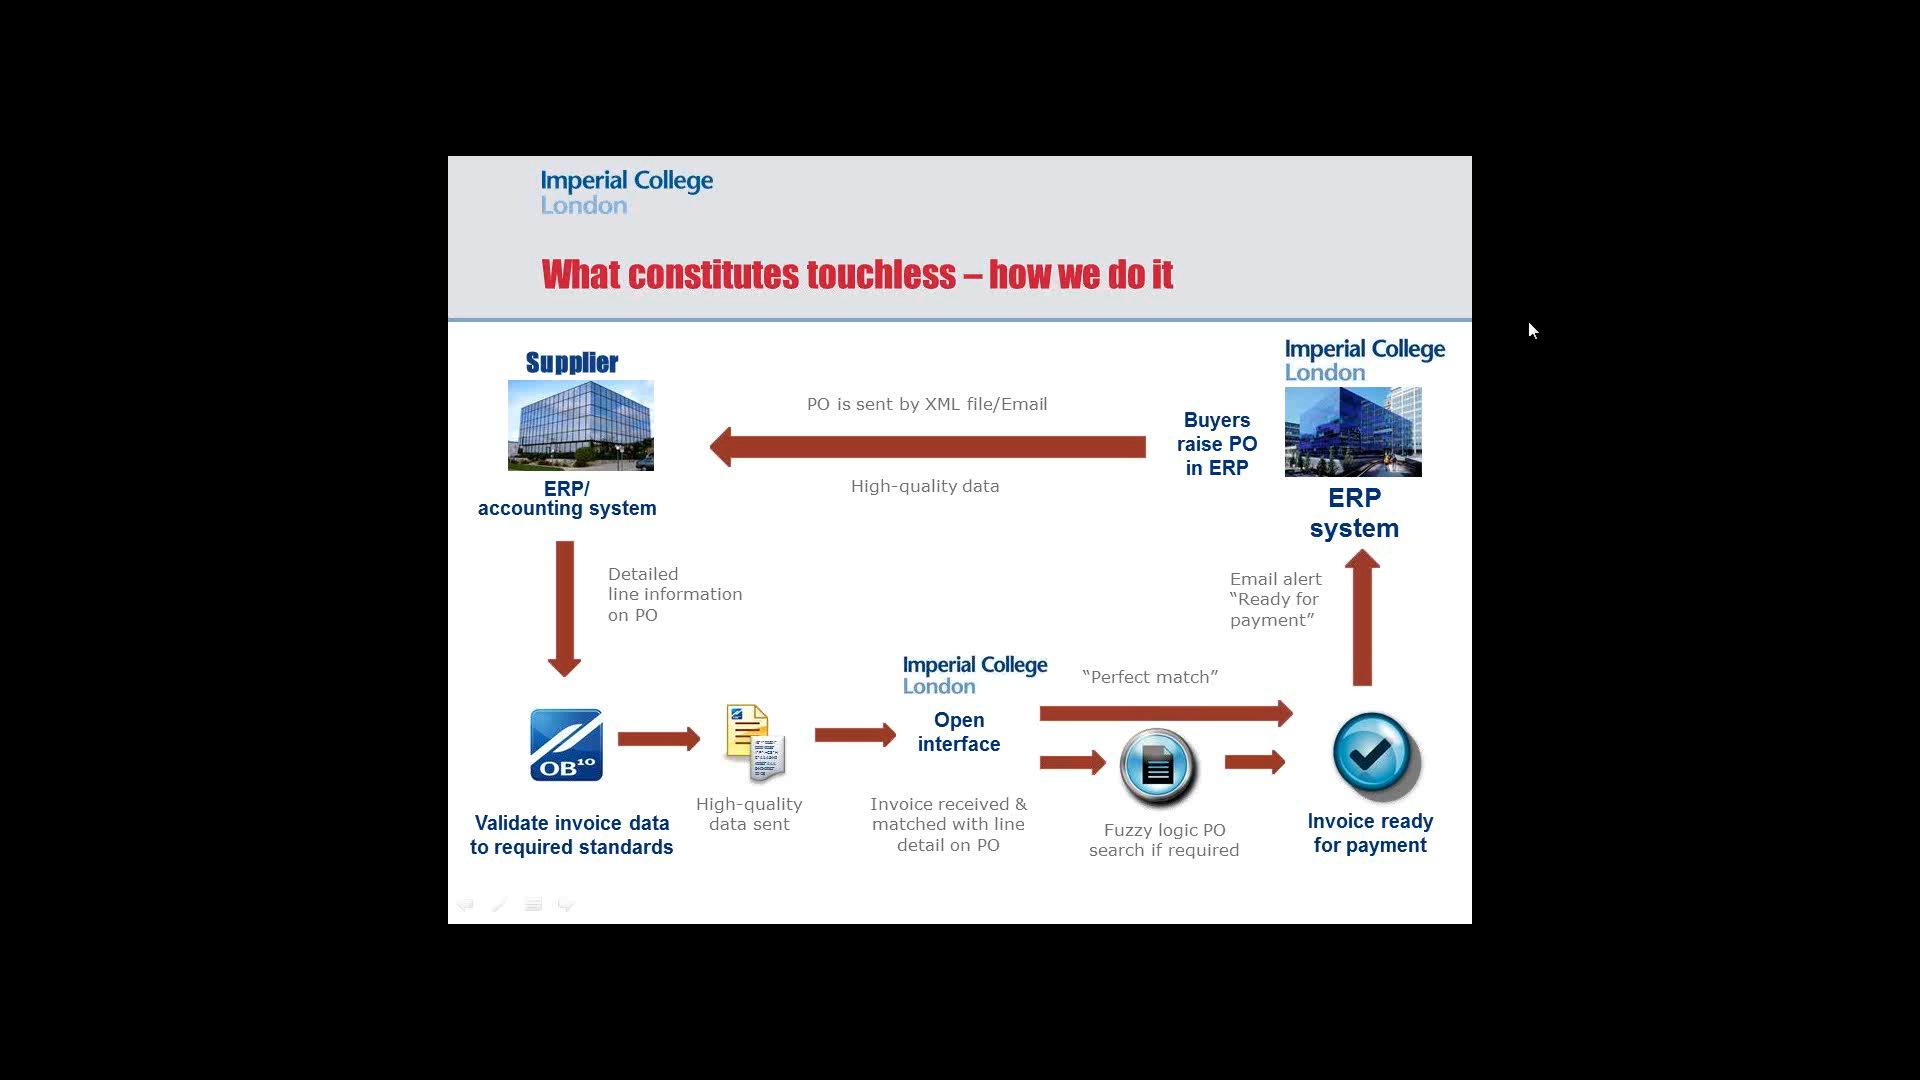 Imperial College
London
What constitutes touchless – how we do it
Supplier
ERP/
accounting system
PO is sent by XML file/Email
High-quality data
Buyers
raise PO
in ERP
Imperial College
London
ERP
system
Detailed
line information
on PO
Email alert
“Ready for
payment”
OB10
Validate invoice data
to required standards
High-quality
data sent
Imperial College
London
Open
interface
Invoice received &
matched with line
detail on PO
“Perfect match”
Fuzzy logic PO
search if required
Invoice ready
for payment